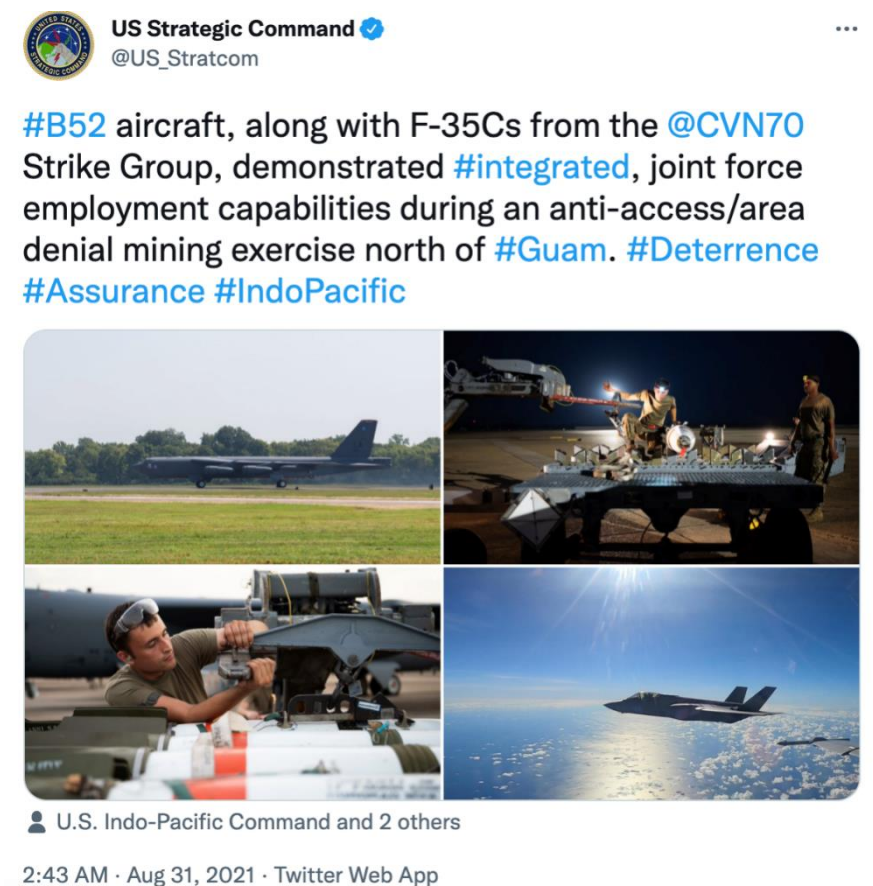 US Strategic Command
@US_Stratcom
#B52 aircraft, along with F-35Cs from the @CVN70
Strike Group, demonstrated #integrated, joint force
employment capabilities during an anti-access/area
denial mining exercise north of #Guam. #Deterrence
#Assurance #IndoPacific
U.S. Indo-Pacific Command and 2 others
2:43 AM · Aug 31, 2021 · Twitter Web App